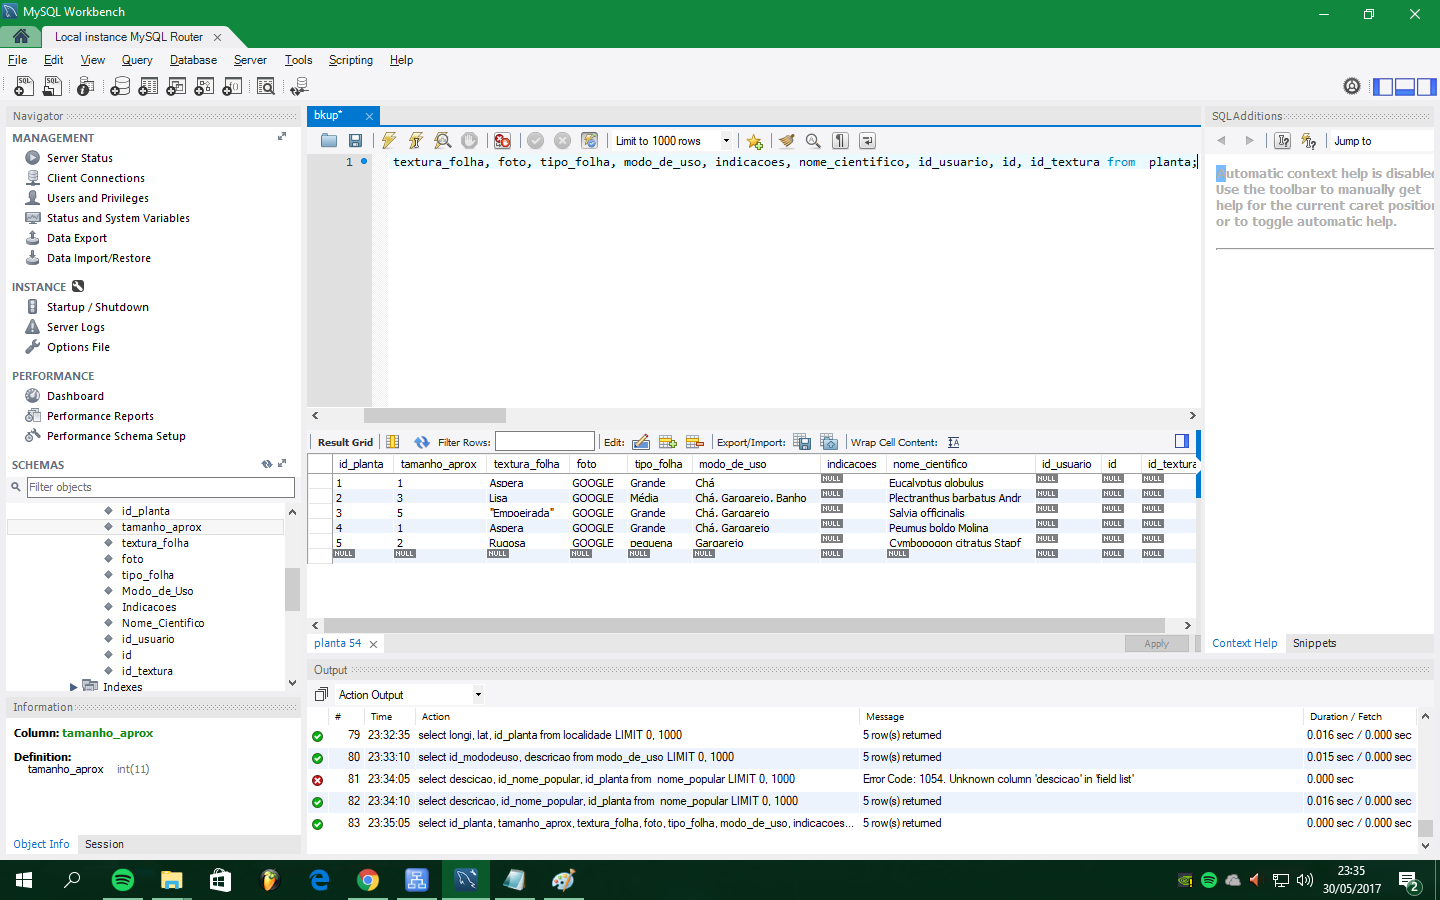 MySQL Workbench
Local instance MySQL Router
File Edit View Query Database Server Tools Scripting Help
Navigator
MANAGEMENT
Server Status
Client Connections
Users and Privileges
Status and System Variables
Data Export
Data Import/Restore
INSTANCE
Startup / Shutdown
Server Logs
Options File
PERFORMANCE
Dashboard
Performance Reports
Performance Schema Setup
SCHEMAS
Filter objects
id_planta
tamanho_aprox
textura_folha
foto
tipo_folha
Modo_de_Uso
Indicacoes
Nome_Cientifico
id_usuario
id
id_textura
Indexes
Information
Column: tamanho_aprox
Definition:
tamanho_aprox int(11)
Object Info Session
bkup*
Limit to 1000 rows
1 textura_folha, foto, tipo_folha, modo_de_uso, indicacoes, nome_cientifico, id_usuario, id, id_textura from planta;
Result Grid Filter Rows: Edit: Export/Import: Wrap Cell Content:
id_planta tamanho_aprox textura_folha foto tipo_folha modo_de_uso indicacoes nome_cientifico id_usuario id id_textura
1 1 Aspera GOOGLE Grande Chá NULL Eucalyptus globulus NULL NULL NULL
2 3 Lisa GOOGLE Média Chá, Gargarejo, Banho NULL Plectranthus barbatus Andr NULL NULL NULL
3 5 "Empoeirada" GOOGLE Grande Chá, Gargarejo NULL Salvia officinalis NULL NULL NULL
4 1 Aspera GOOGLE Grande Chá, Gargarejo NULL Peumus boldo Molina NULL NULL NULL
5 2 Rugosa GOOGLE pequena Gargarejo NULL Cymbopogon citratus Stapf NULL NULL NULL
NULL NULL NULL NULL NULL NULL NULL NULL NULL NULL NULL
planta 54
Apply
SQLAdditions
Jump to
Automatic context help is disabled
Use the toolbar to manually get
help for the current caret position
or to toggle automatic help.
Context Help Snippets
Output
Action Output
# Time Action Message Duration / Fetch
79 23:32:35 select longi, lat, id_planta from localidade LIMIT 0, 1000 5 row(s) returned 0.016 sec / 0.000 sec
80 23:33:10 select id_mododeuso, descricao from modo_de_uso LIMIT 0, 1000 5 row(s) returned 0.015 sec / 0.000 sec
81 23:34:05 select descicao, id_nome_popular, id_planta from nome_popular LIMIT 0, 1000 Error Code: 1054. Unknown column 'descicao' in 'field list' 0.000 sec
82 23:34:10 select descricao, id_nome_popular, id_planta from nome_popular LIMIT 0, 1000 5 row(s) returned 0.016 sec / 0.000 sec
83 23:35:05 select id_planta, tamanho_aprox, textura_folha, foto, tipo_folha, modo_de_uso, indicacoes... 5 row(s) returned 0.000 sec / 0.000 sec
23:35
30/05/2017
2